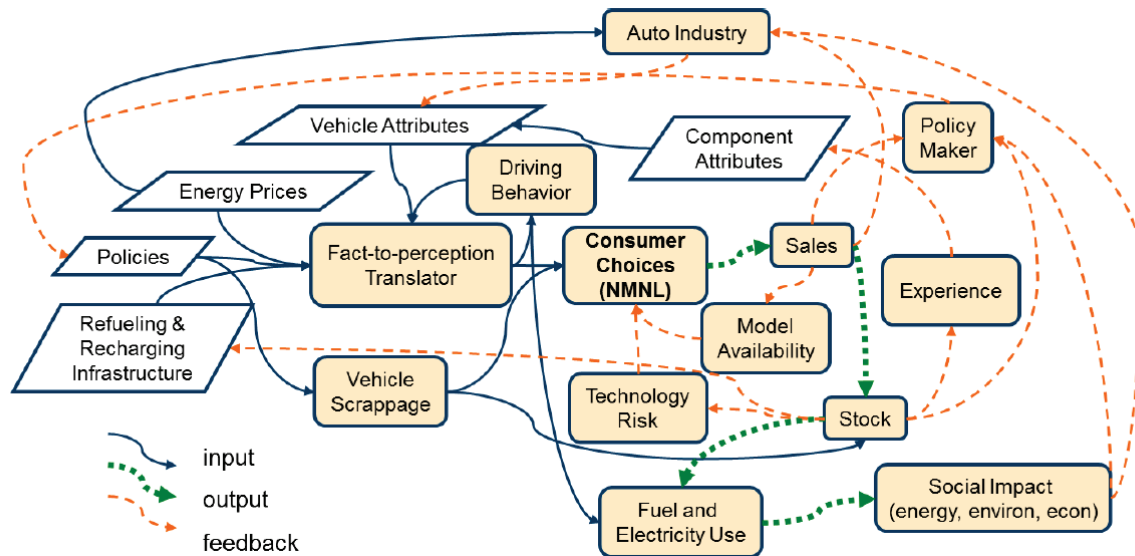 Auto Industry
Vehicle Attributes
Component
Attributes
Policy
Maker
Driving
Behavior
Energy Prices
Policies
Fact-to-perception
Translator
Consumer
Choices
(NMNL)
Sales
Experience
Refueling &
Recharging
Infrastructure
Model
Availability
Vehicle
Scrappage
Technology
Risk
Stock
input
output
feedback
Fuel and
Electricity Use
Social Impact
(energy, environ, econ)